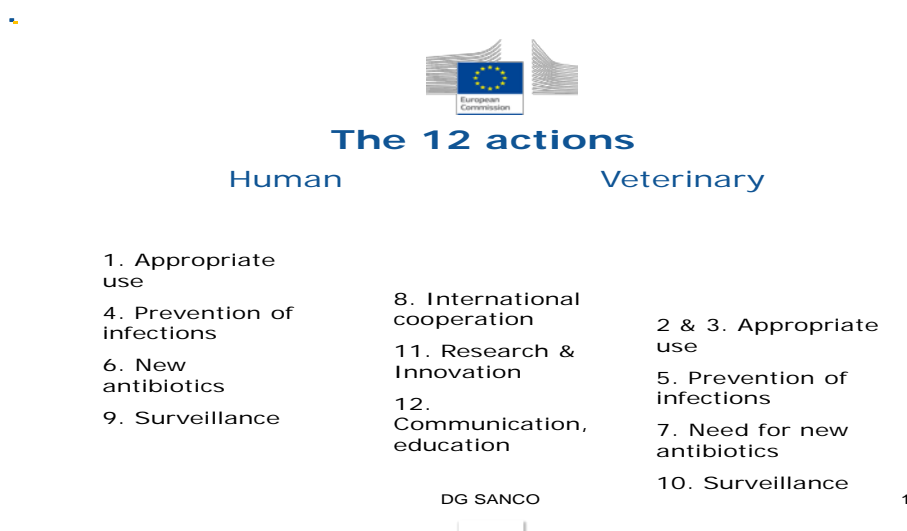 European
Commission
The 12 actions
Human
Veterinary
1. Appropriate
use
4. Prevention of
infections
6. New
antibiotics
9. Surveillance
8. International
cooperation
11. Research &
Innovation
12.
Communication,
education
2 & 3. Appropriate
use
5. Prevention of
infections
7. Need for new
antibiotics
10. Surveillance
DG SANCO
1